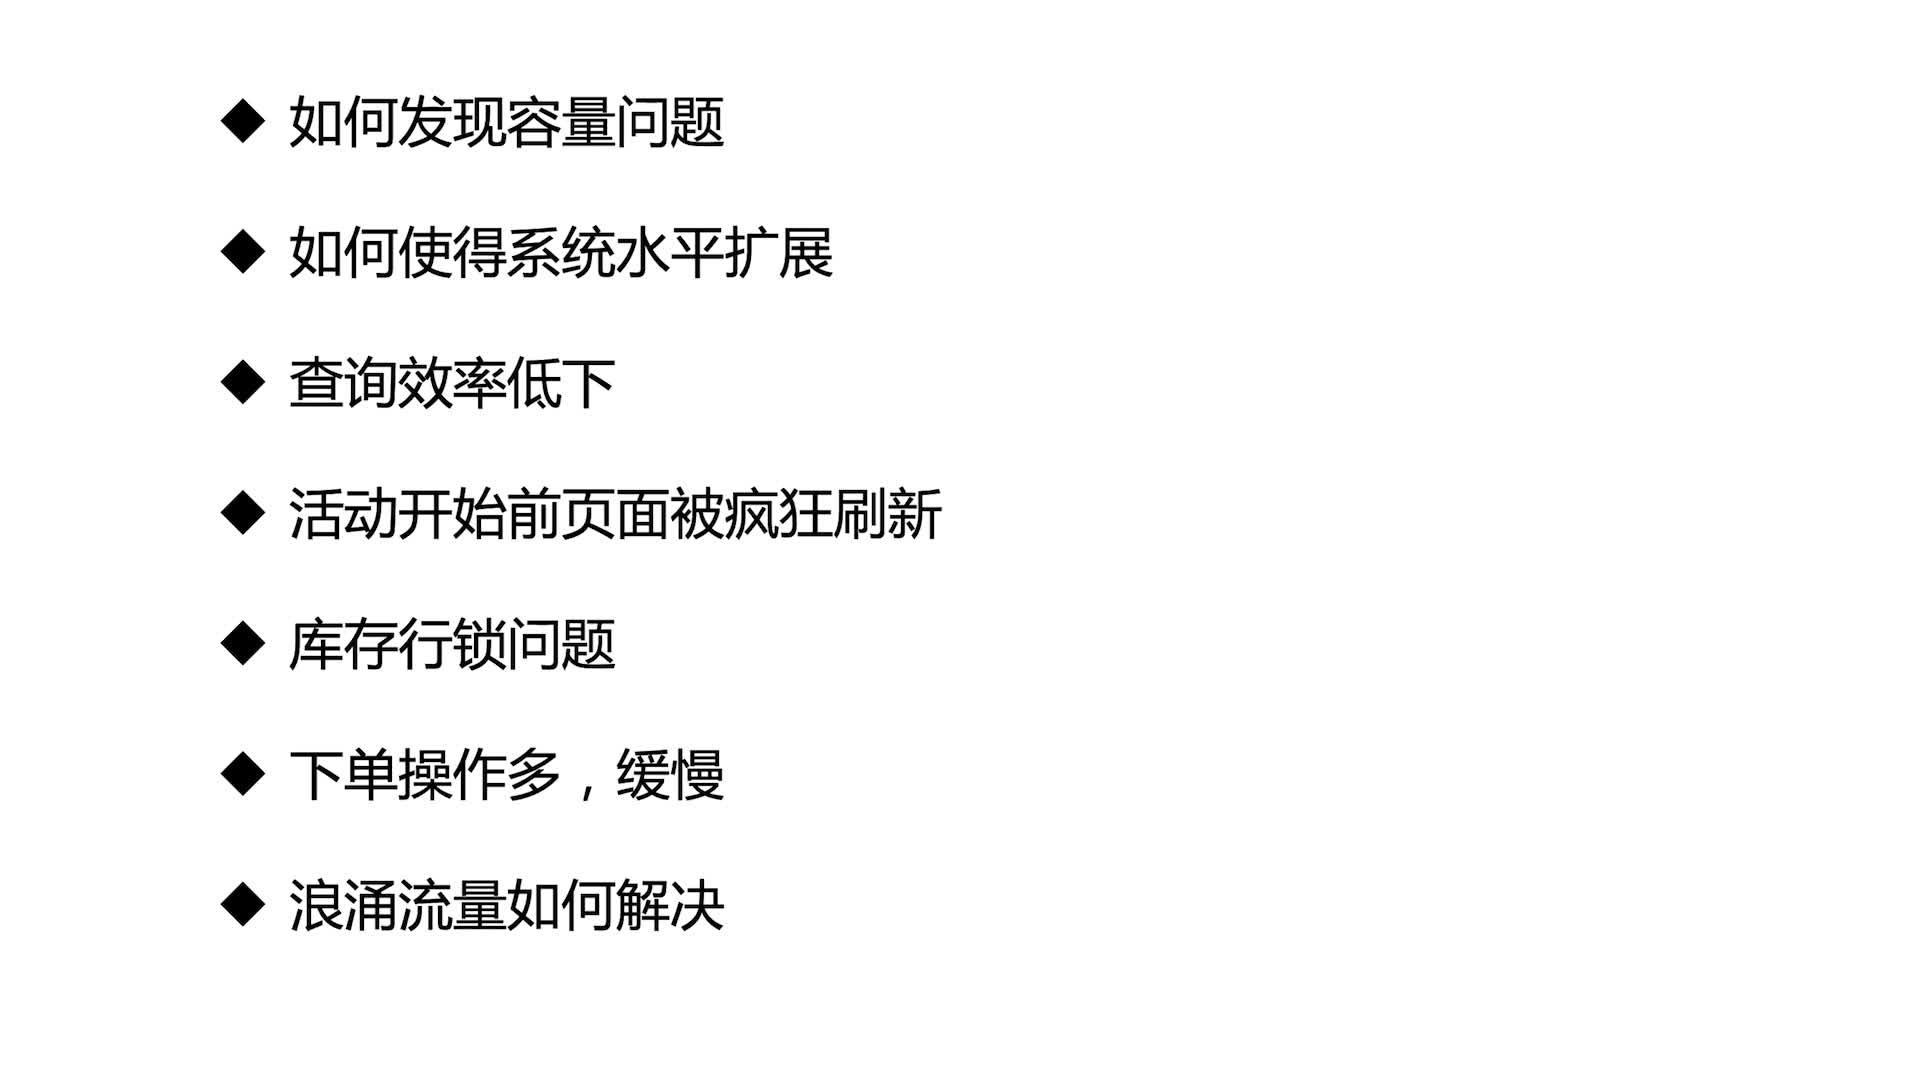 ◆ 如何发现容量问题
◆ 如何使得系统水平扩展
◆ 查询效率低下
◆ 活动开始前页面被疯狂刷新
◆ 库存行锁问题
◆ 下单操作多，缓慢
◆ 浪涌流量如何解决